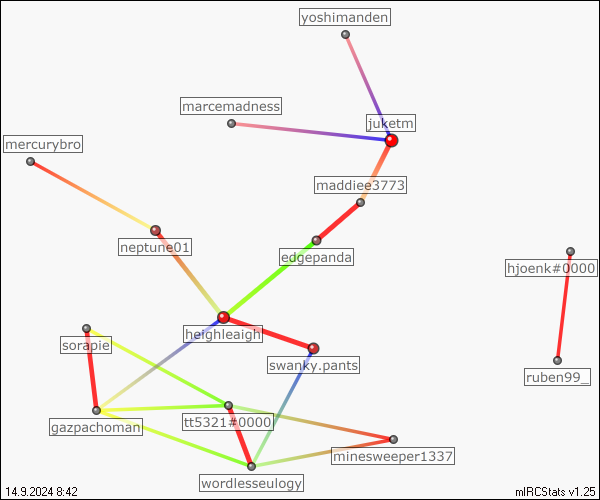 yoshimanden
marcemadness
juketm
mercurybro
maddiee3773
neptune01
edgepanda
hjoenk#0000
heighleaigh
sorapie
swanky.pants
ruben99_
gazpachoman
tt5321#0000
minesweeper1337
wordlesseulogy
14.9.2024 8:42
mIRCStats v1.25